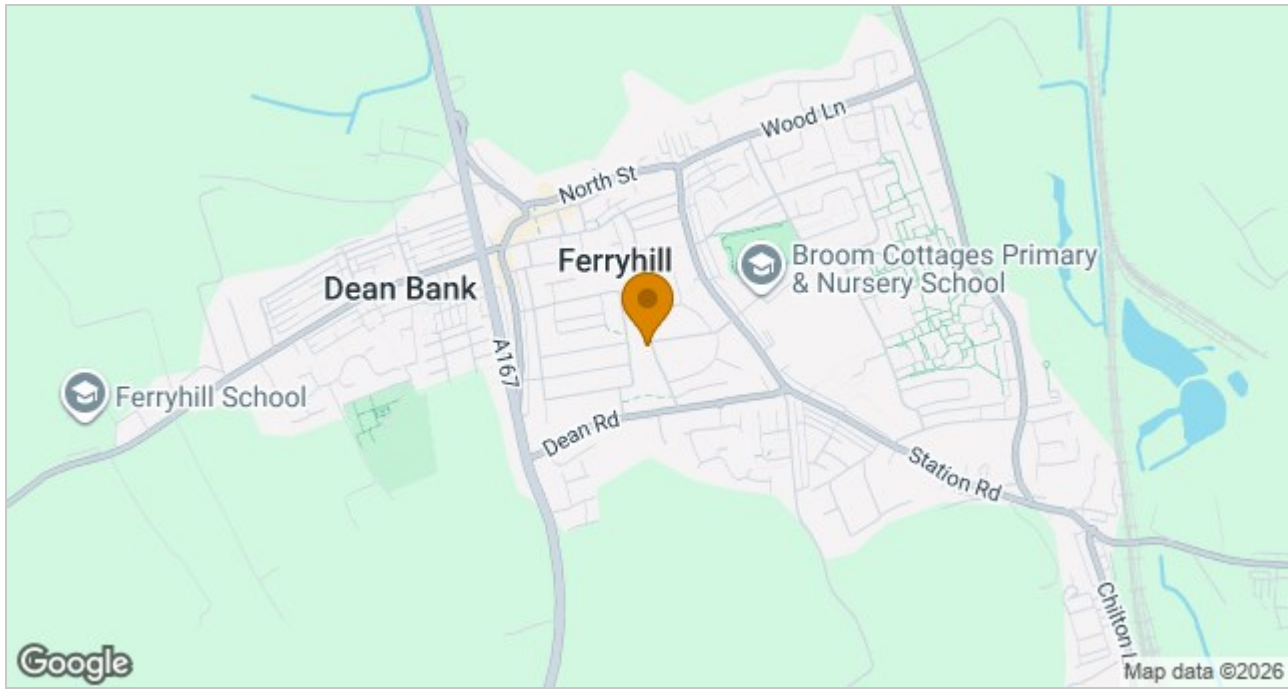 Wood Ln
North St
Ferryhill
Broom Cottages Primary
& Nursery School
Dean Bank
A167
Ferryhill School
Dean Rd
Station Rd
Chilton L
Google
Map data ©2026